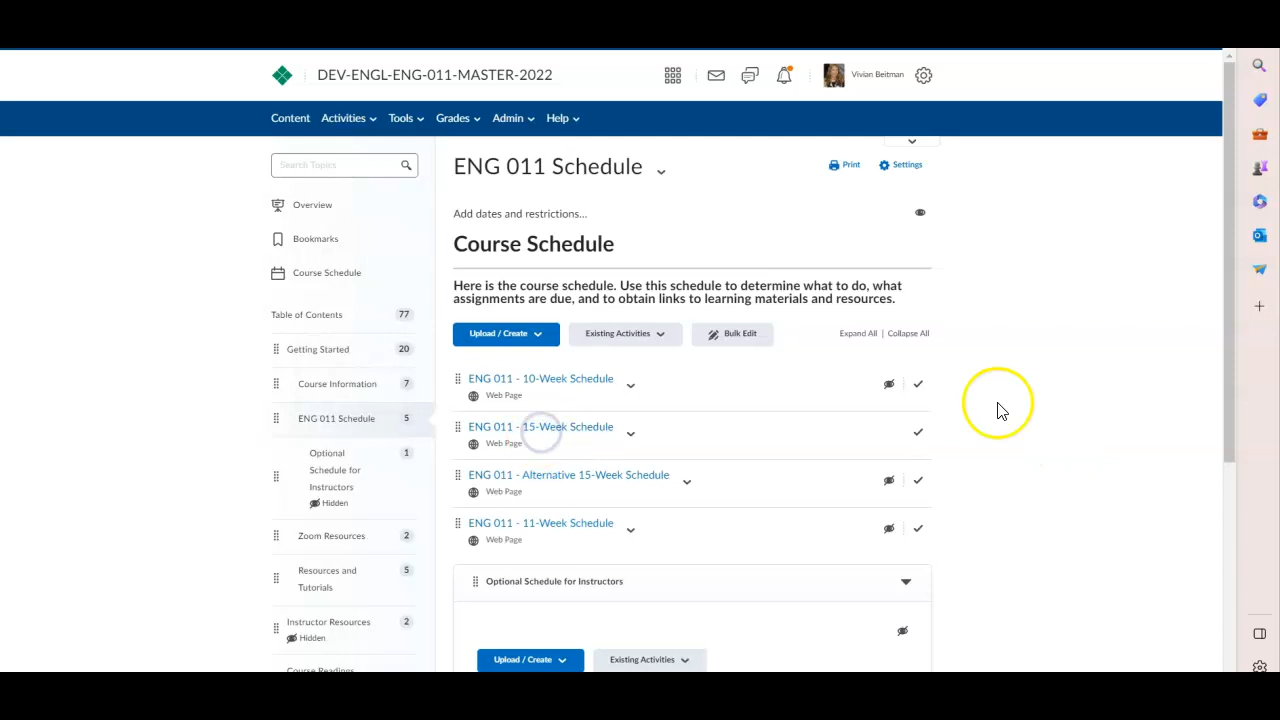 DEV-ENGL-ENG-011-MASTER-2022
Vivian Beitman
Content Activities Tools Grades Admin Help
Search Topics
Overview
Bookmarks
Course Schedule
Table of Contents 77
Getting Started 20
Course Information 7
ENG 011 Schedule 5
Optional 1
Schedule for
Instructors
Hidden
Zoom Resources 2
Resources and 5
Tutorials
Instructor Resources 2
Hidden
Course Readings
ENG 011 Schedule
Print Settings
Add dates and restrictions...
Course Schedule
Here is the course schedule. Use this schedule to determine what to do, what
assignments are due, and to obtain links to learning materials and resources.
Upload / Create Existing Activities Bulk Edit Expand All | Collapse All
ENG 011 - 10-Week Schedule
Web Page
ENG 011 - 15-Week Schedule
Web Page
ENG 011 - Alternative 15-Week Schedule
Web Page
ENG 011 - 11-Week Schedule
Web Page
Optional Schedule for Instructors
Upload / Create Existing Activities